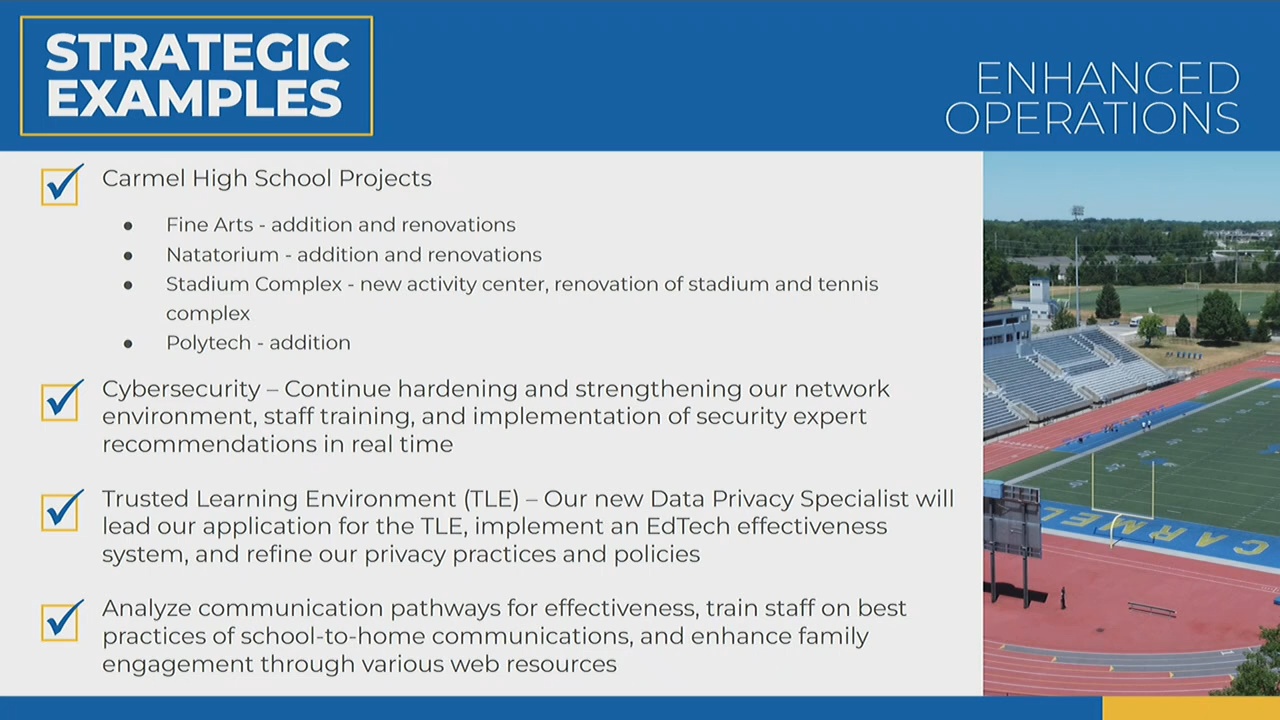 STRATEGIC
EXAMPLES
ENHANCED
OPERATIONS
Carmel High School Projects
● Fine Arts - addition and renovations
● Natatorium - addition and renovations
● Stadium Complex - new activity center, renovation of stadium and tennis
complex
● Polytech - addition
Cybersecurity – Continue hardening and strengthening our network
environment, staff training, and implementation of security expert
recommendations in real time
Trusted Learning Environment (TLE) – Our new Data Privacy Specialist will
lead our application for the TLE, implement an EdTech effectiveness
system, and refine our privacy practices and policies
Analyze communication pathways for effectiveness, train staff on best
practices of school-to-home communications, and enhance family
engagement through various web resources
CARMEL